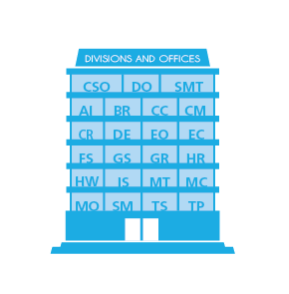 DIVISIONS AND OFFICES
CSO DO SMT
AI BR CC CM
CR DE EO EC
FS GS GR HR
HW IS MT MC
MO SM TS TP